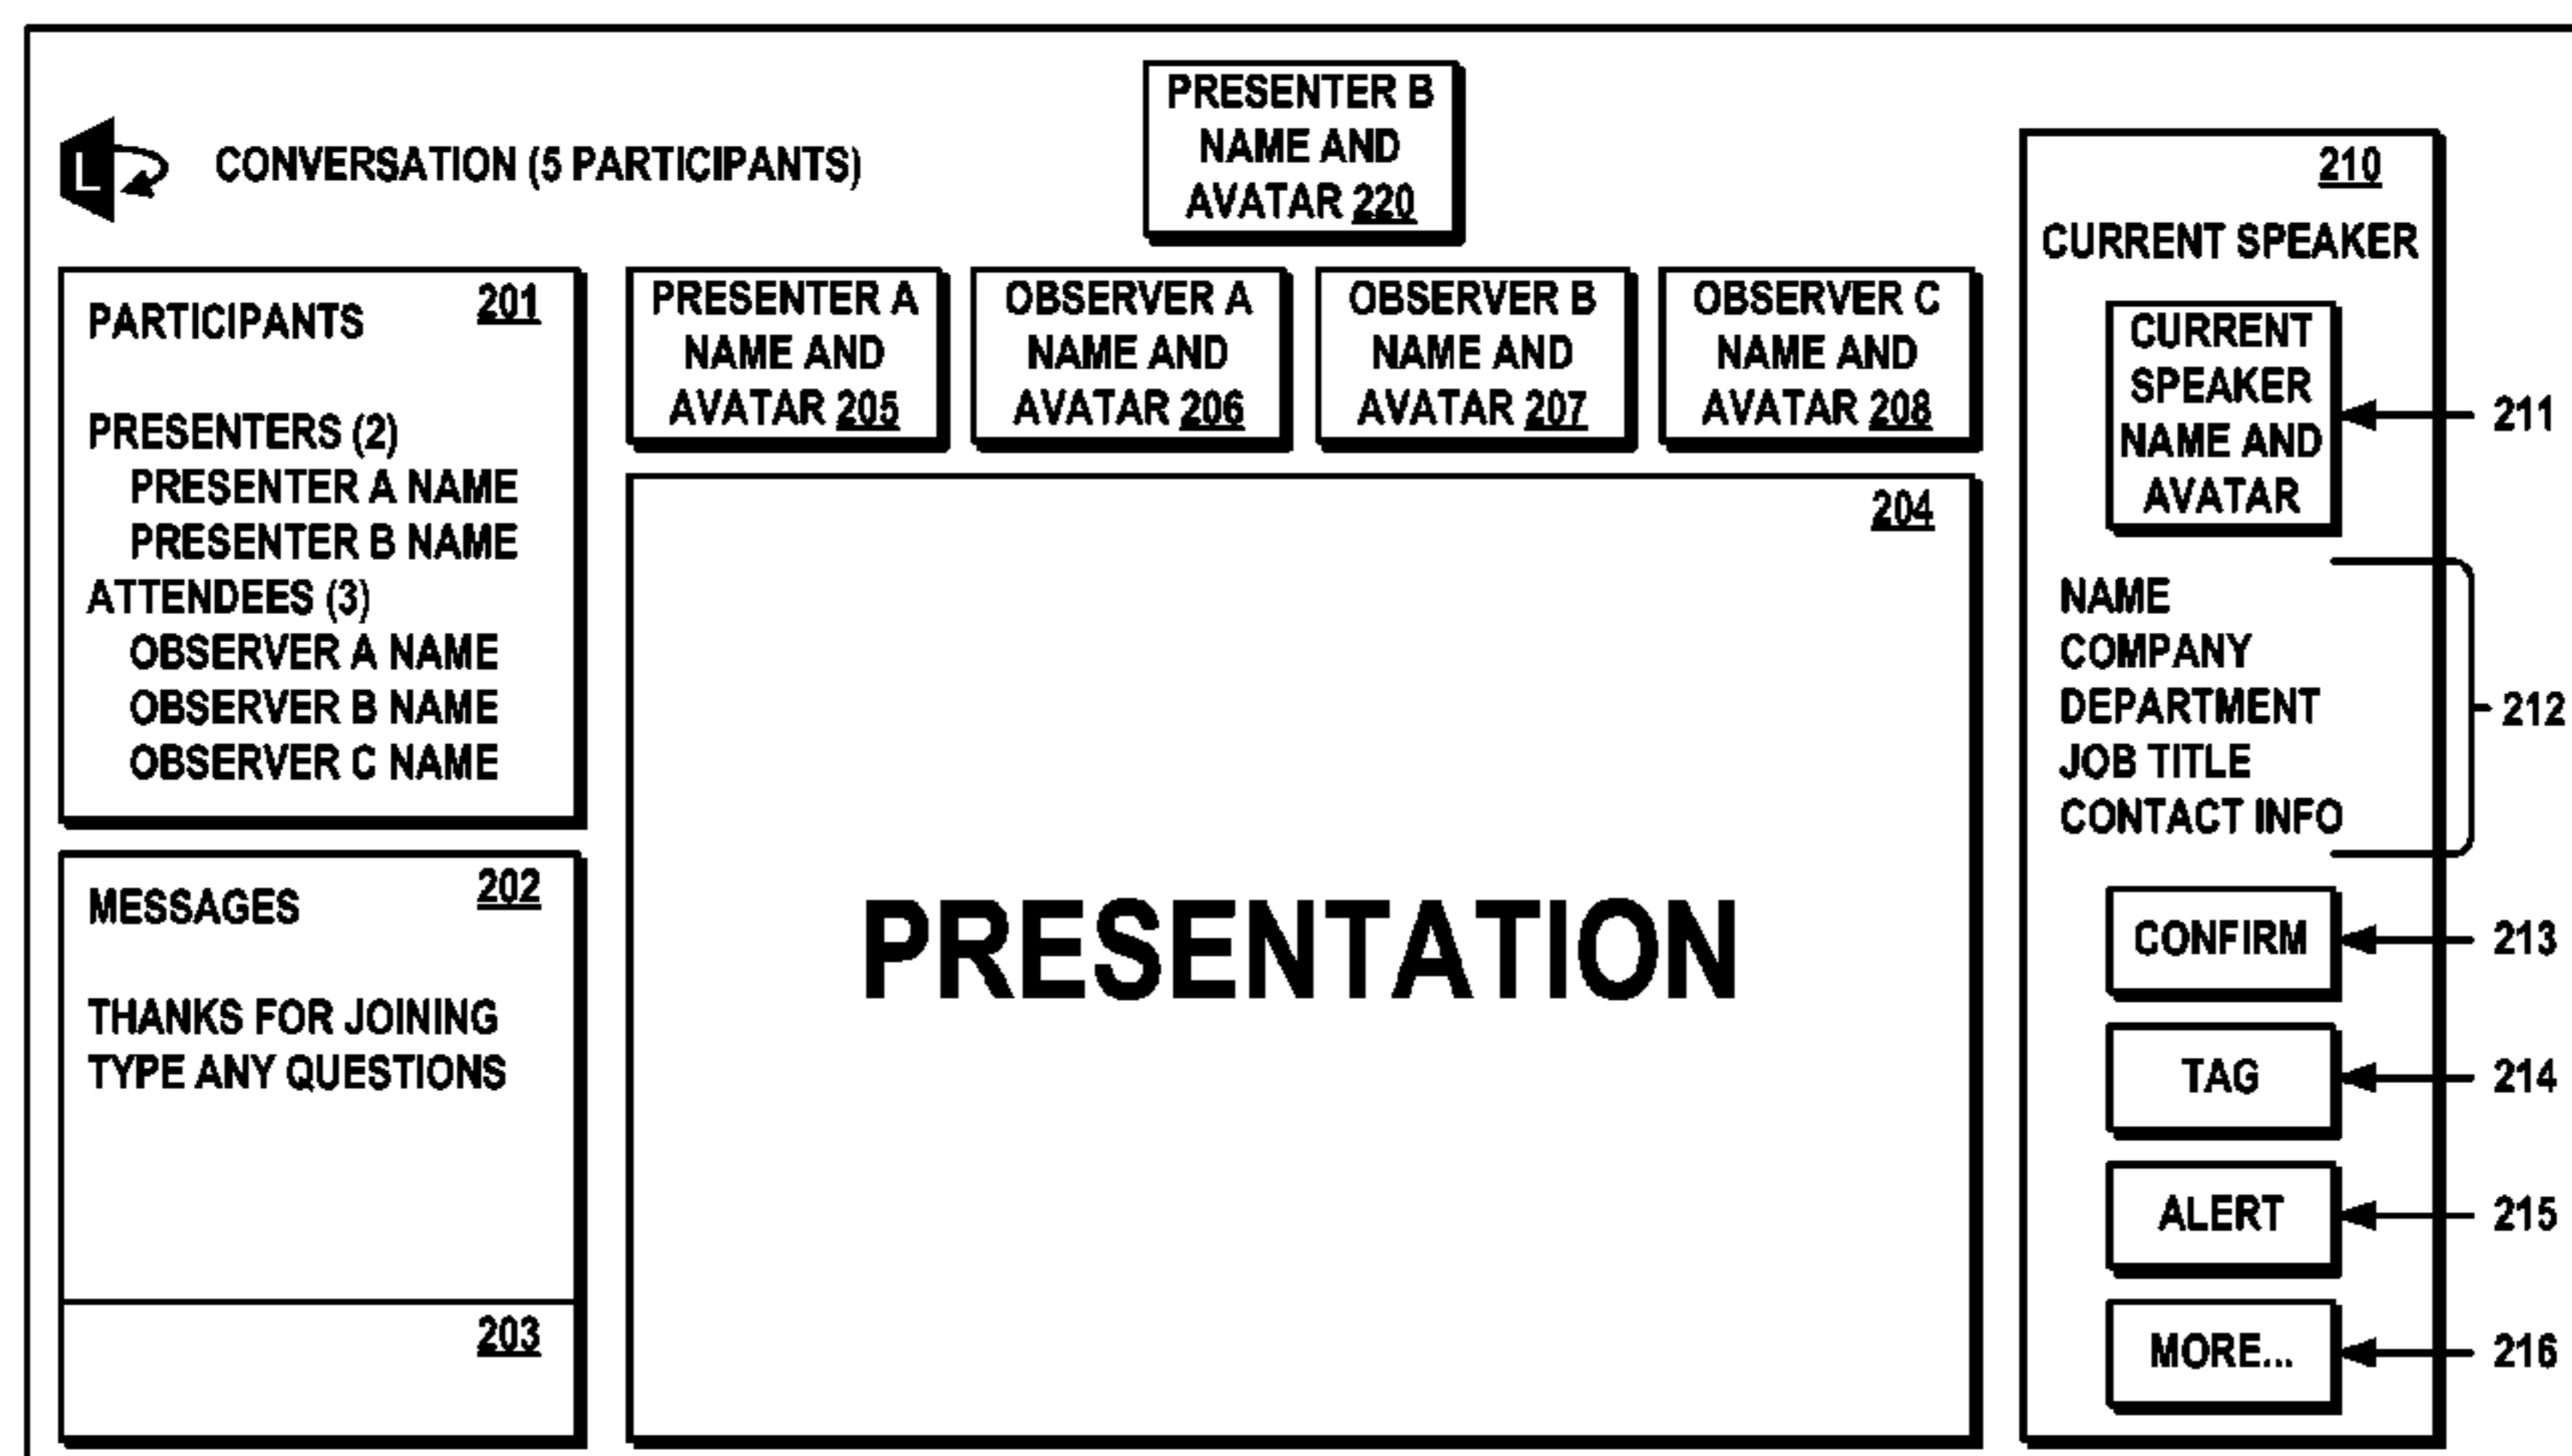 L
CONVERSATION (5 PARTICIPANTS)
PRESENTER B
NAME AND
AVATAR 220
201
PARTICIPANTS
PRESENTERS (2)
PRESENTER A NAME
PRESENTER B NAME
ATTENDEES (3)
OBSERVER A NAME
OBSERVER B NAME
OBSERVER C NAME
202
MESSAGES
THANKS FOR JOINING
TYPE ANY QUESTIONS
203
PRESENTER A
NAME AND
AVATAR 205
OBSERVER A
NAME AND
AVATAR 206
OBSERVER B
NAME AND
AVATAR 207
OBSERVER C
NAME AND
AVATAR 208
204
PRESENTATION
210
CURRENT SPEAKER
CURRENT
SPEAKER
NAME AND
AVATAR
211
NAME
COMPANY
DEPARTMENT
JOB TITLE
CONTACT INFO
212
CONFIRM
213
TAG
214
ALERT
215
MORE...
216